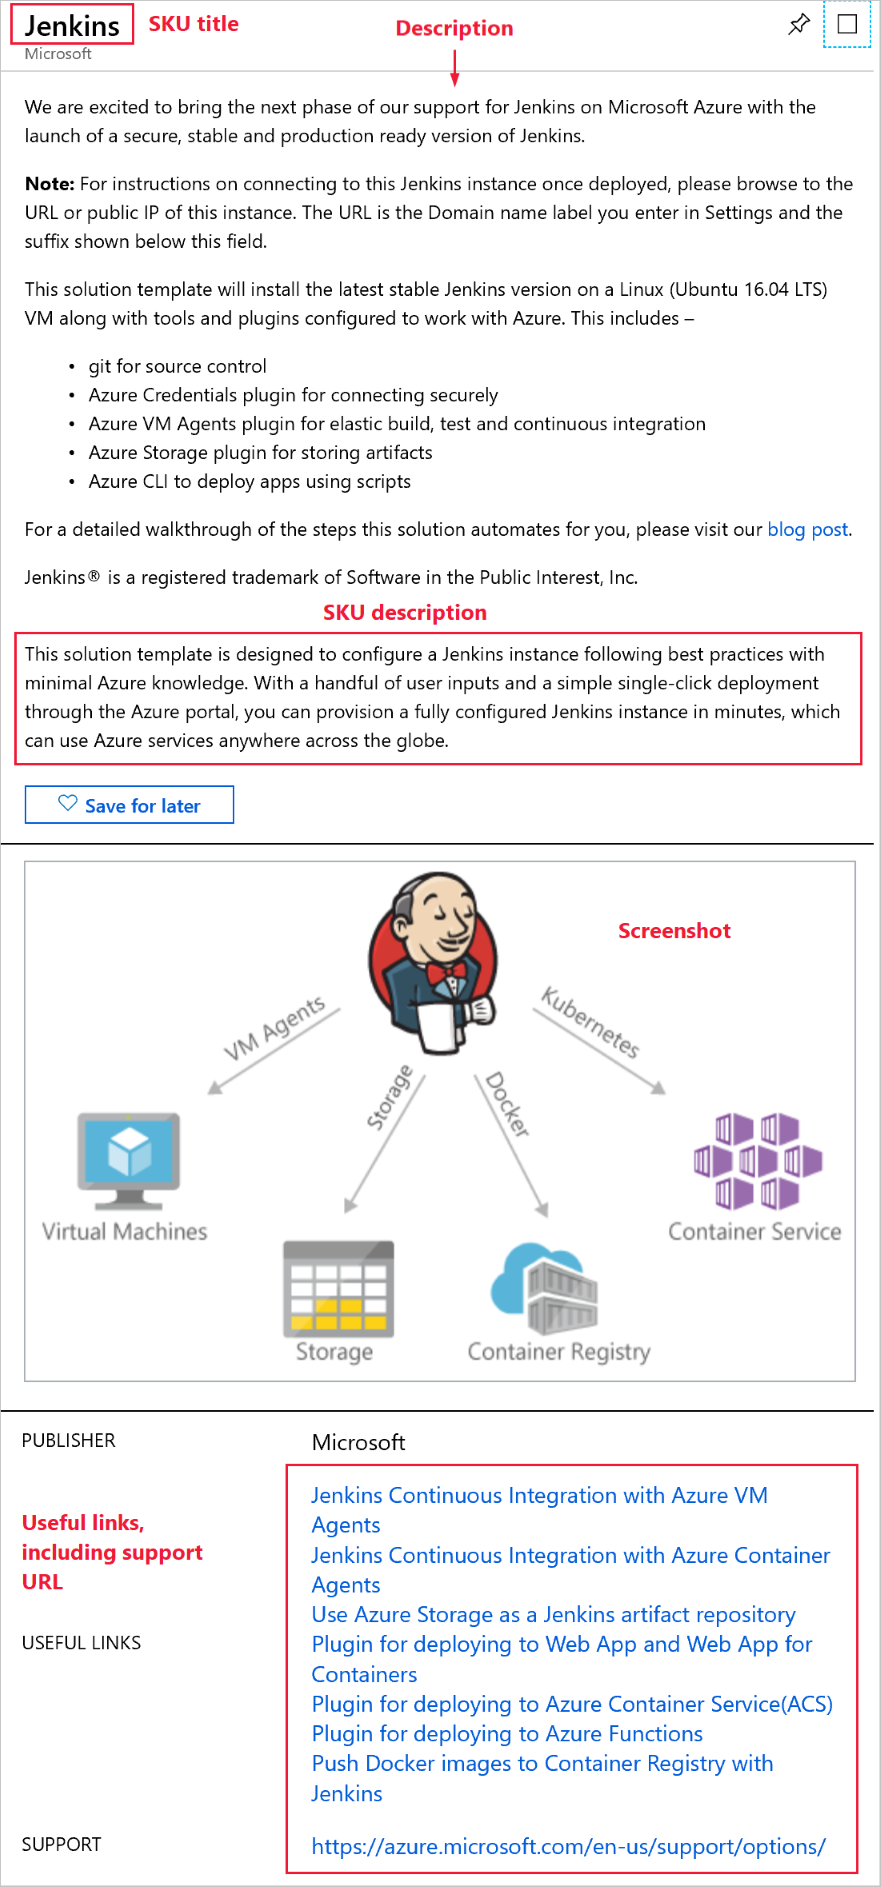 Jenkins SKU title
Description
Microsoft
We are excited to bring the next phase of our support for Jenkins on Microsoft Azure with the
launch of a secure, stable and production ready version of Jenkins.
Note: For instructions on connecting to this Jenkins instance once deployed, please browse to the
URL or public IP of this instance. The URL is the Domain name label you enter in Settings and the
suffix shown below this field.
This solution template will install the latest stable Jenkins version on a Linux (Ubuntu 16.04 LTS)
VM along with tools and plugins configured to work with Azure. This includes –
• git for source control
• Azure Credentials plugin for connecting securely
• Azure VM Agents plugin for elastic build, test and continuous integration
• Azure Storage plugin for storing artifacts
• Azure CLI to deploy apps using scripts
For a detailed walkthrough of the steps this solution automates for you, please visit our blog post.
Jenkins® is a registered trademark of Software in the Public Interest, Inc.
SKU description
This solution template is designed to configure a Jenkins instance following best practices with
minimal Azure knowledge. With a handful of user inputs and a simple single-click deployment
through the Azure portal, you can provision a fully configured Jenkins instance in minutes, which
can use Azure services anywhere across the globe.
Save for later
Screenshot
VM Agents
Storage
Docker
Kubernetes
Virtual Machines
Container Service
Storage
Container Registry
PUBLISHER
Microsoft
Useful links,
including support
URL
USEFUL LINKS
Jenkins Continuous Integration with Azure VM
Agents
Jenkins Continuous Integration with Azure Container
Agents
Use Azure Storage as a Jenkins artifact repository
Plugin for deploying to Web App and Web App for
Containers
Plugin for deploying to Azure Container Service(ACS)
Plugin for deploying to Azure Functions
Push Docker images to Container Registry with
Jenkins
SUPPORT
https://azure.microsoft.com/en-us/support/options/